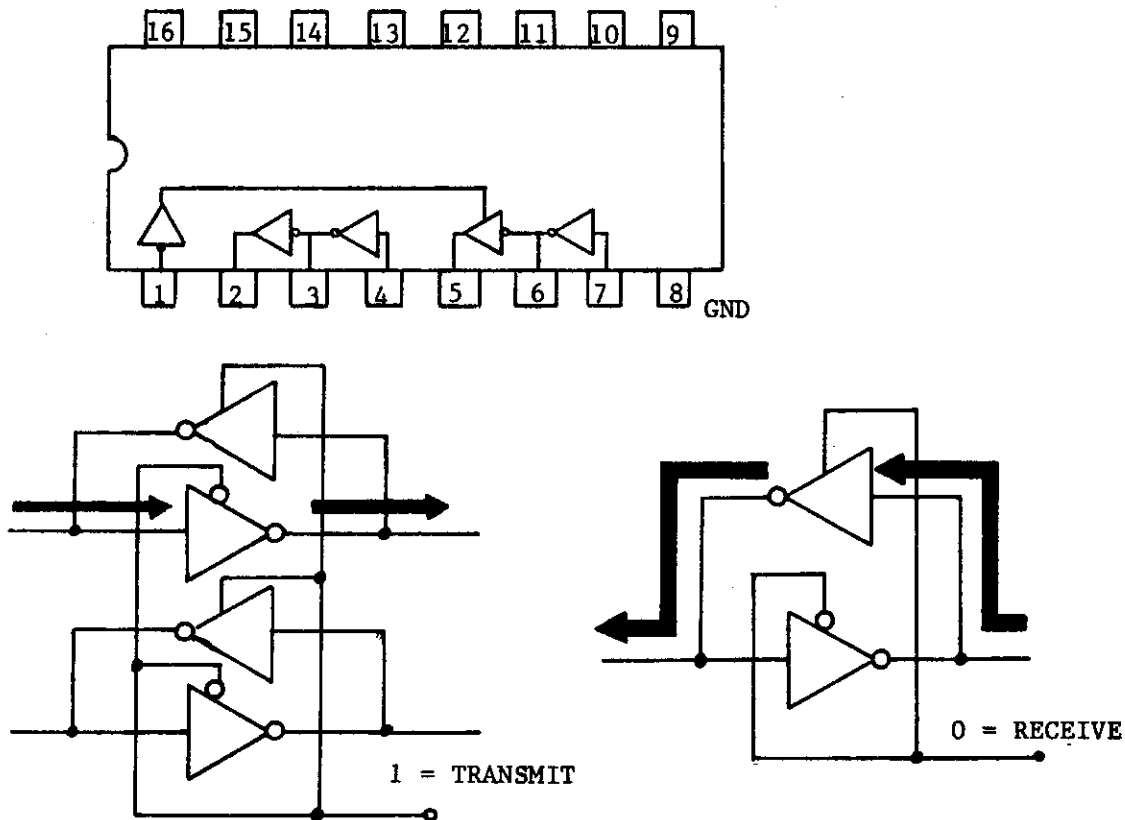 16 15 14 13 12 11 10 9
1 2 3 4 5 6 7 8
GND
1 = TRANSMIT
0 = RECEIVE